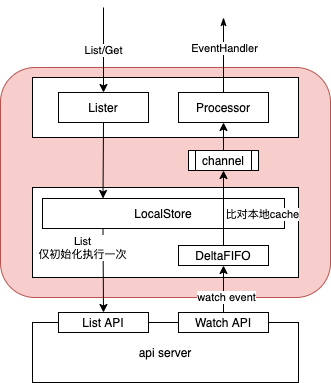 List/Get
EventHandler
Lister
Processor
channel
LocalStore
比对本地cache
List
仅初始化执行一次
DeltaFIFO
watch event
List API
Watch API
api server